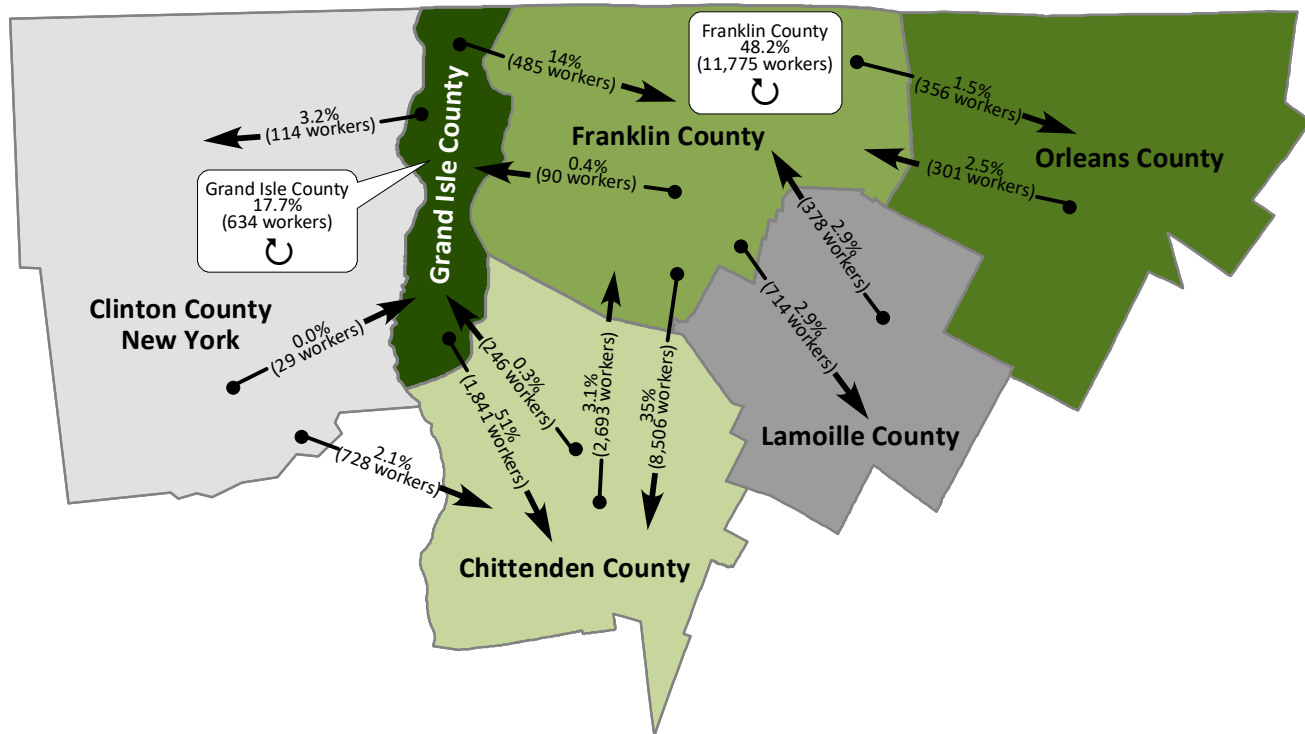 Franklin County
48.2%
(11,775 workers)
14%
(485 workers)
1.5%
(356 workers)
3.2%
(114 workers)
Grand Isle County
Franklin County
Orleans County
0.4%
(90 workers)
2.5%
(301 workers)
Grand Isle County
17.7%
(634 workers)
2.9%
(378 workers)
2.9%
(714 workers)
Clinton County
New York
0.0%
(29 workers)
0.3%
(246 workers)
51%
(1,841 workers)
3.1%
(2,693 workers)
35%
(8,506 workers)
Lamoille County
2.1%
(728 workers)
Chittenden County